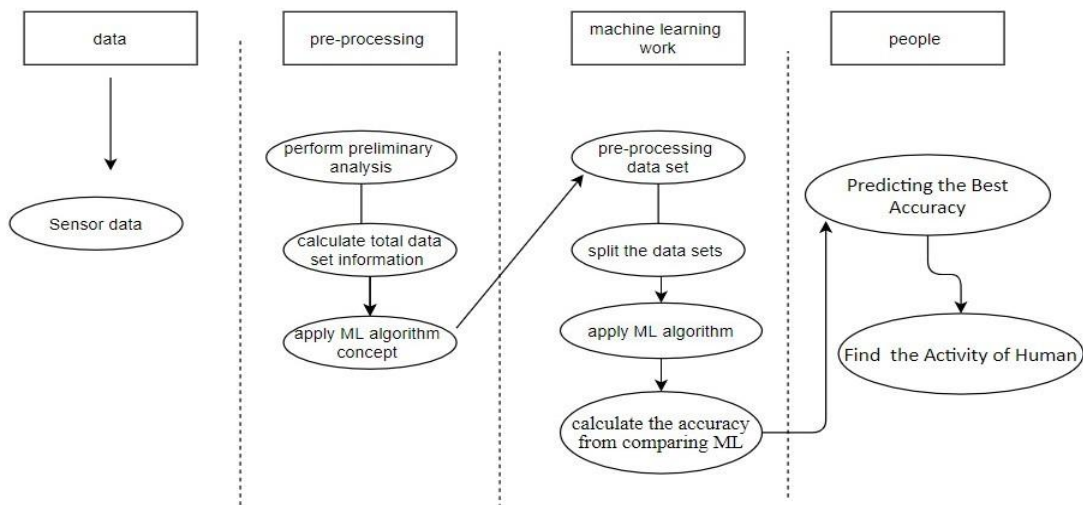 data
pre-processing
machine learning
work
people
Sensor data
perform preliminary
analysis
calculate total data
set information
apply ML algorithm
concept
pre-processing
data set
split the data sets
apply ML algorithm
calculate the accuracy
from comparing ML
Predicting the Best
Accuracy
Find the Activity of Human